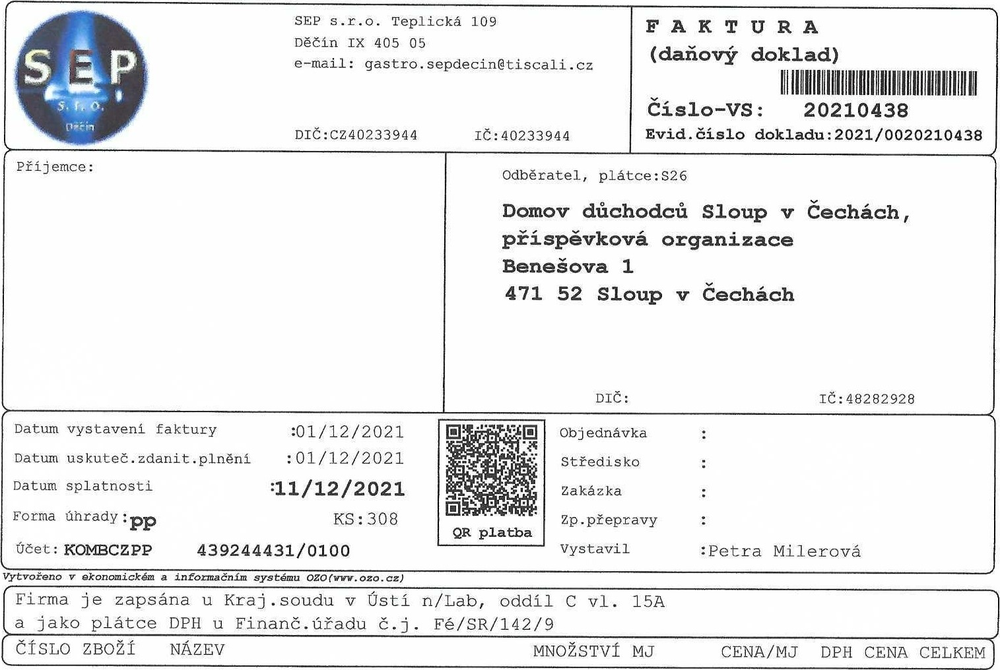 SEP
s.r.o.
Děčín
SEP s.r.o. Teplická 109
Děčín IX 405 05
e-mail: gastro.sepdecin@tiscali.cz
DIČ:CZ40233944 IČ:40233944
F A K T U R A
(daňový doklad)
Číslo-VS: 20210438
Evid.číslo dokladu:2021/0020210438
Příjemce:
Odběratel, plátce:S26
Domov důchodců Sloup v Čechách,
příspěvková organizace
Benešova 1
471 52 Sloup v Čechách
DIČ: IČ:48282928
Datum vystavení faktury :01/12/2021
Datum uskuteč.zdanit.plnění :01/12/2021
Datum splatnosti :11/12/2021
Forma úhrady:pp KS:308
Účet: KOMBCZPP 439244431/0100
QR platba
Objednávka :
Středisko :
Zakázka :
Zp.přepravy :
Vystavil :Petra Milerová
Vytvořeno v ekonomickém a informačním systému OZO(www.ozo.cz)
Firma je zapsána u Kraj.soudu v Ústí n/Lab, oddíl C vl. 15A
a jako plátce DPH u Finanč.úřadu č.j. Fé/SR/142/9
ČÍSLO ZBOŽÍ NÁZEV MNOŽSTVÍ MJ CENA/MJ DPH CENA CELKEM